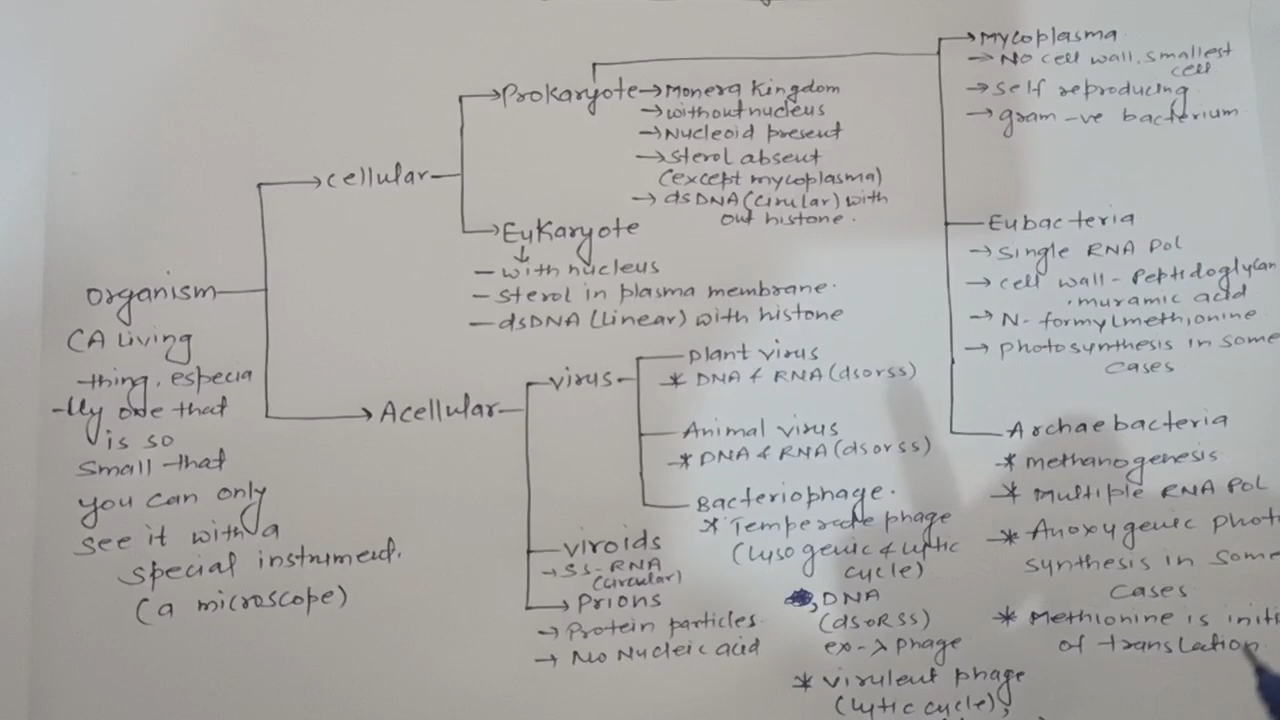 organism
(A Living
thing, especia
-lly one that
is so
small that
you can only
see it with a
special instrument.
(a microscope)
cellular
Prokaryote → Monera kingdom
→ without nucleus
→ Nucleoid present
→ sterol absent
(except mycoplasma)
→ dsDNA (Cirular) with
out histone.
Eukaryote
- with nucleus
- sterol in plasma membrane.
- dsDNA (Linear) with histone
Mycoplasma
→ No cell wall, smallest
cell
→ self reproducing
→ gram -ve bacterium
Eubacteria
→ single RNA pol
→ cell wall - Peptidoglycan
, muramic acid
→ N- formylmethionine
→ photosynthesis in some
cases
Archaebacteria
* methanogenesis
* Multiple RNA pol
* Anoxygenic phot
synthesis in some
cases
* Methionine is initi
of translation
Acellular
virus
plant virus
* DNA & RNA (ds or ss)
Animal virus
* DNA & RNA (ds or ss)
Bacteriophage.
* Temperate phage
(Lysogenic & Lytic
cycle)
DNA
(ds or ss)
ex- λ phage
* virulent phage
(Lytic cycle),
viroids
→ ss-RNA
(circular)
Prions
→ Protein particles
→ No Nucleic acid